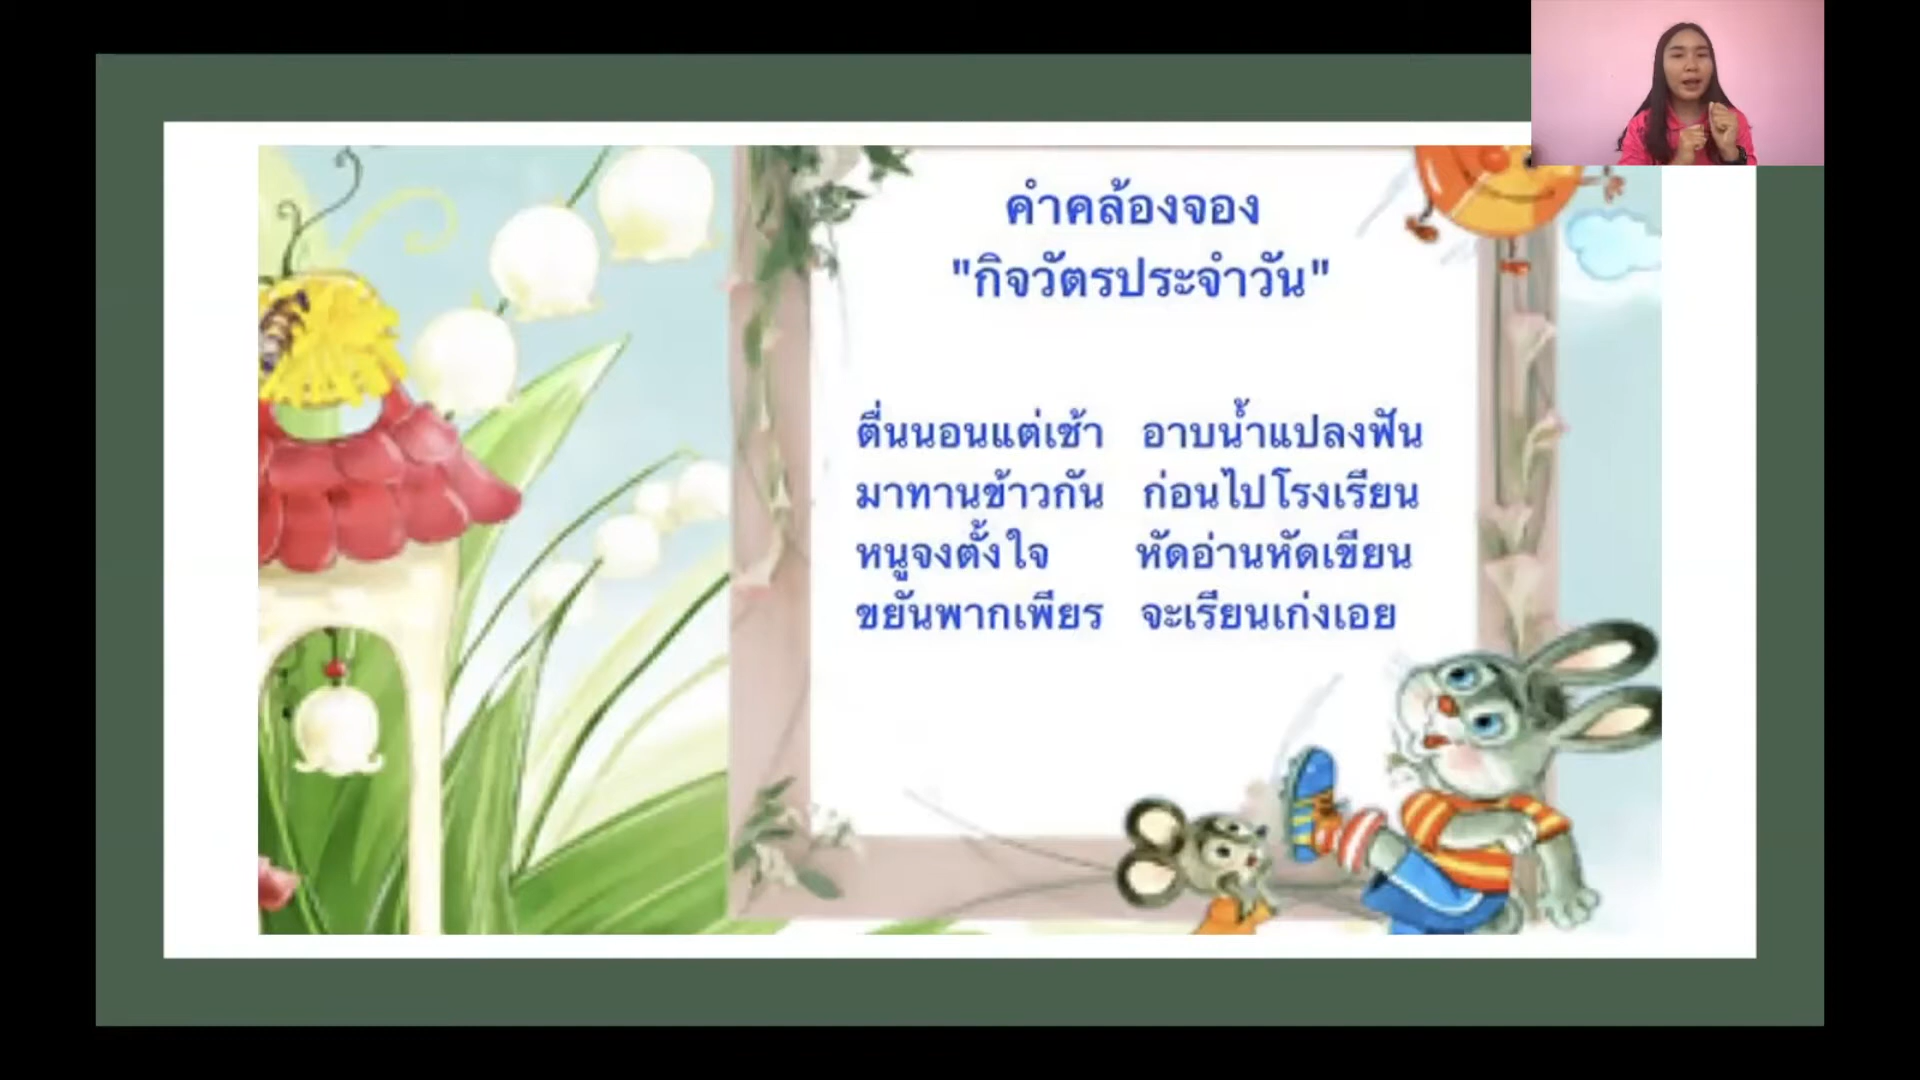 คำคล้องจอง
"กิจวัตรประจำวัน"
ตื่นนอนแต่เช้า อาบน้ำแปลงฟัน
มาทานข้าวกัน ก่อนไปโรงเรียน
หนูจงตั้งใจ หัดอ่านหัดเขียน
ขยันพากเพียร จะเรียนเก่งเอย